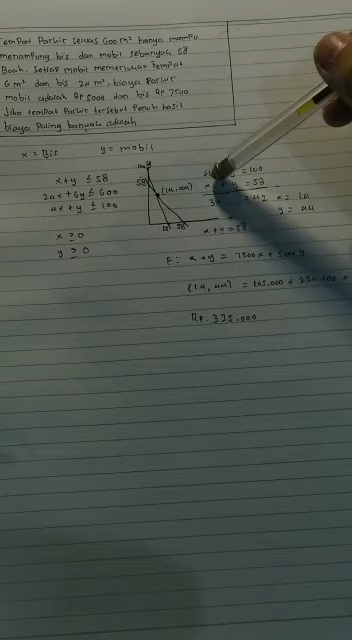 Tempat Parkir seluas 600 m² hanya mampu
menampung bis dan mobil sebanyak 58
Buah, Setiap mobil memerlukan Tempat
6 m² dan bis 24 m², biaya Parkir
mobil adalah Rp 5000 dan bis Rp 7500
Jika tempat Parkir tersebut Penuh hasil
biaya Paling banyak adalah
x = Bis y = mobil
x + y ≤ 58
24x + 6y ≤ 600
4x + y ≤ 100
x ≥ 0
y ≥ 0
y
58
(14,44)
58
= 100
x + y = 58
= 42 x = 14
y = 44
x + y = 58
F: x + y = 7500x + 5000y
(14, 44) = 105.000 + 220.000 =
Rp. 325.000